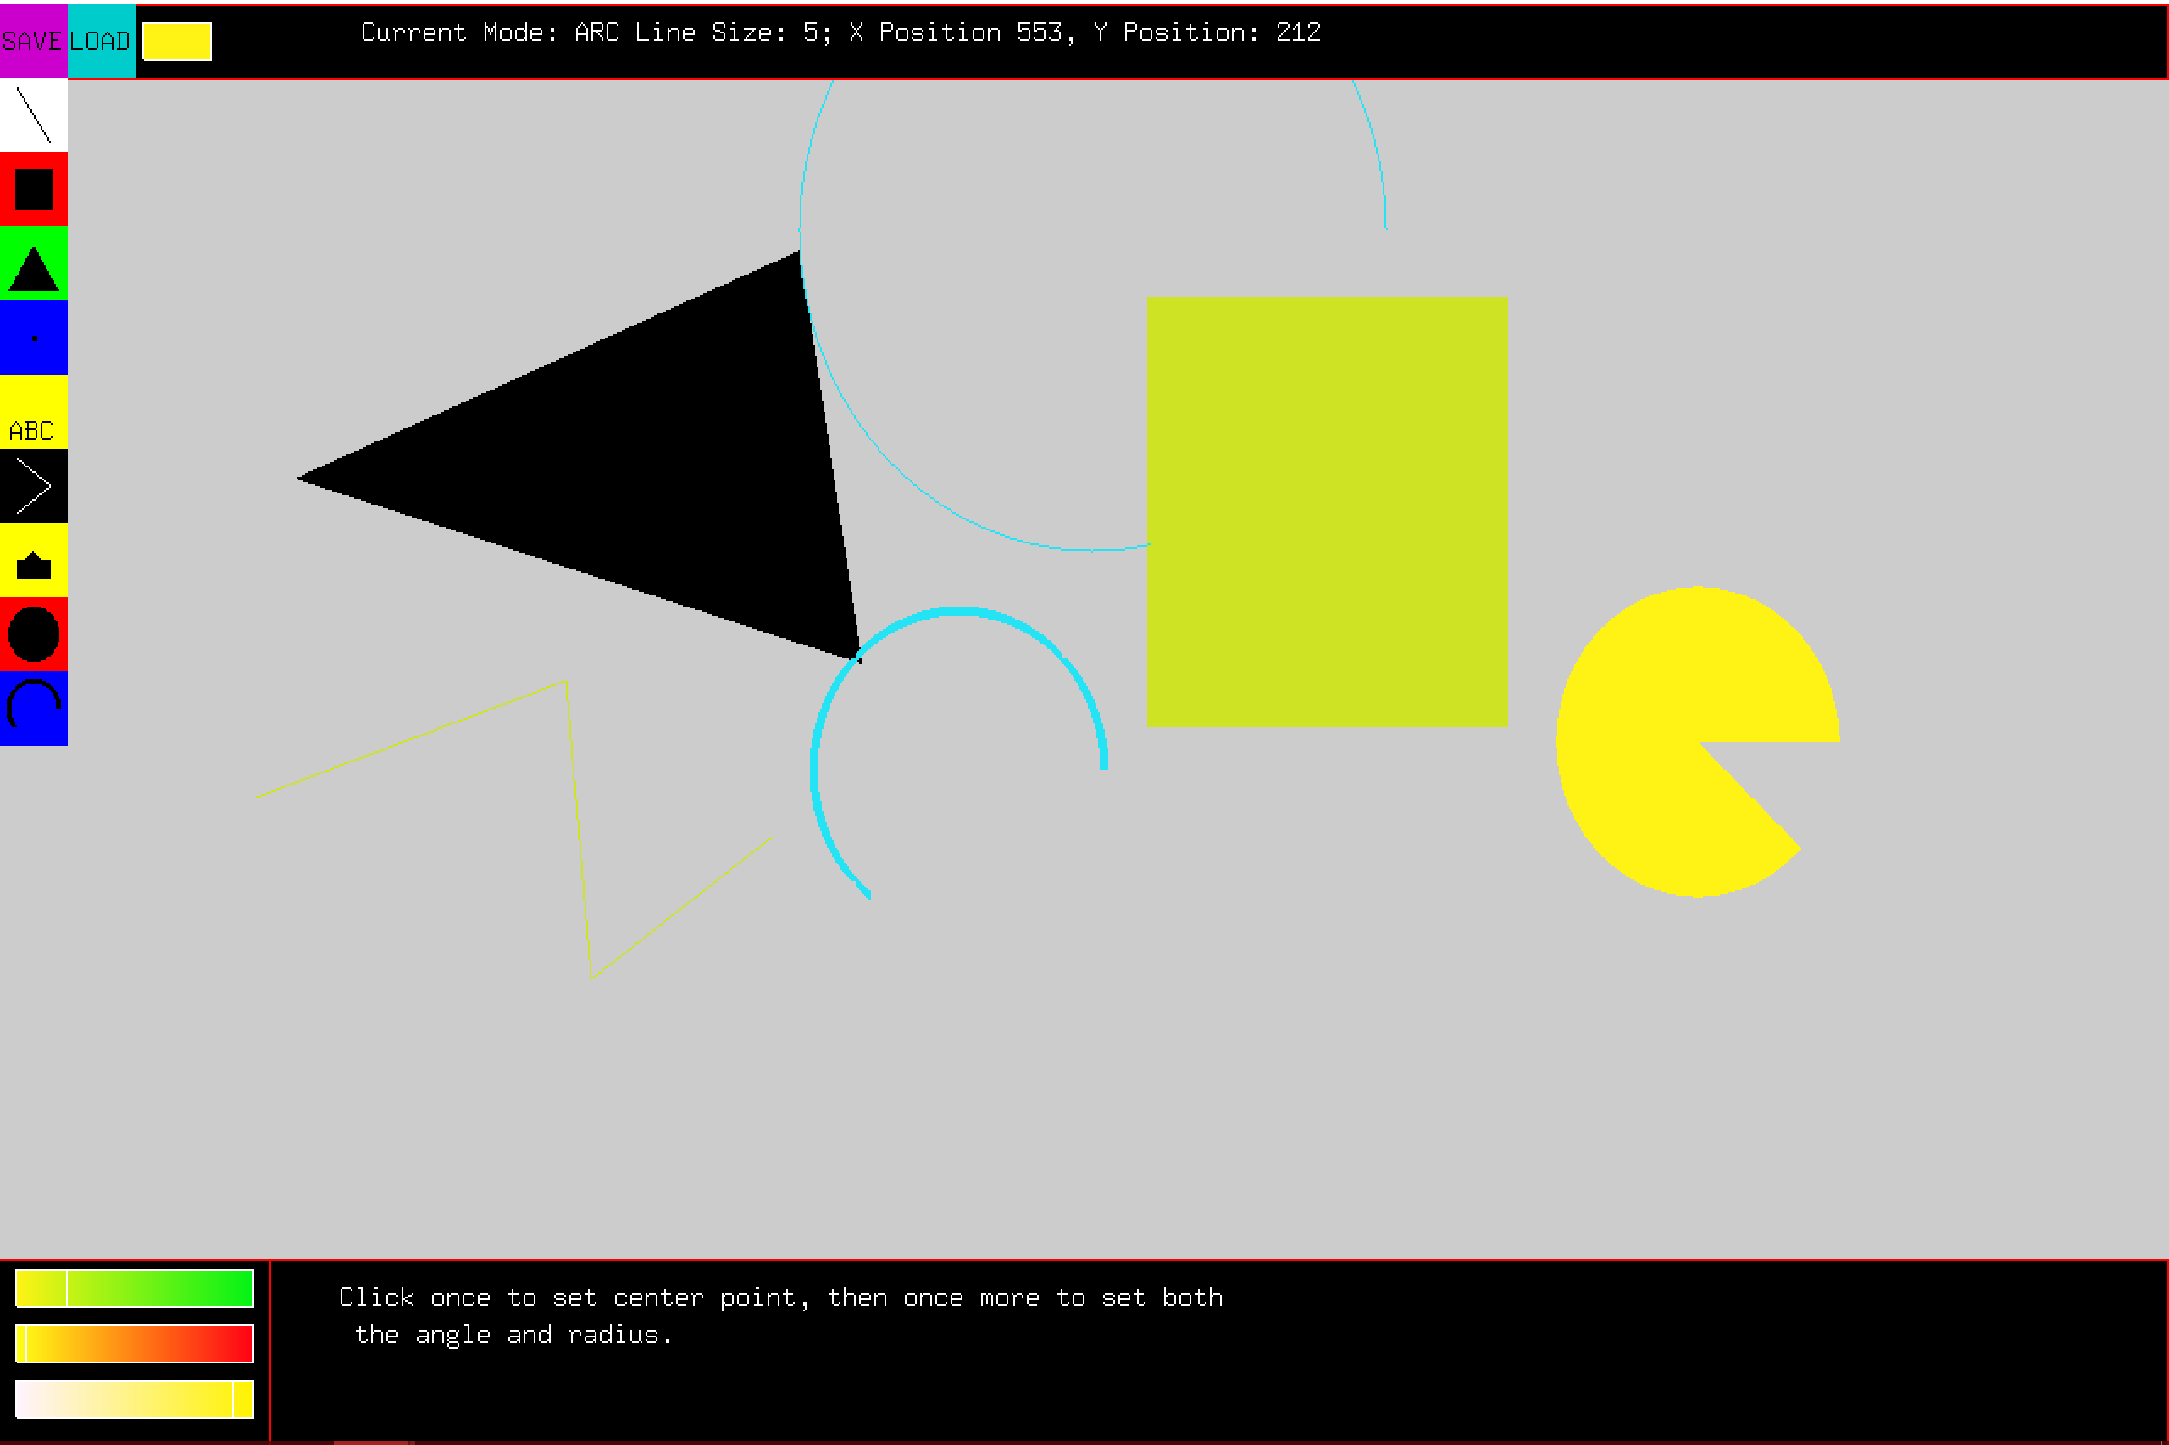 SAVE LOAD Current Mode: ARC Line Size: 5; X Position 553, Y Position: 212
ABC
Click once to set center point, then once more to set both
the angle and radius.